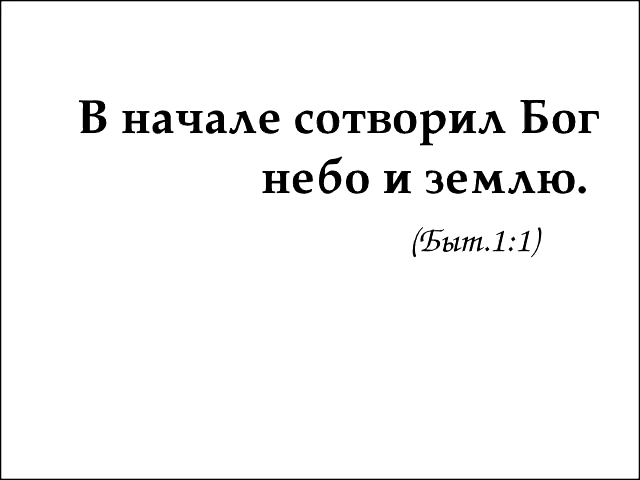 В начале сотворил Бог
небо и землю.
(Быт.1:1)